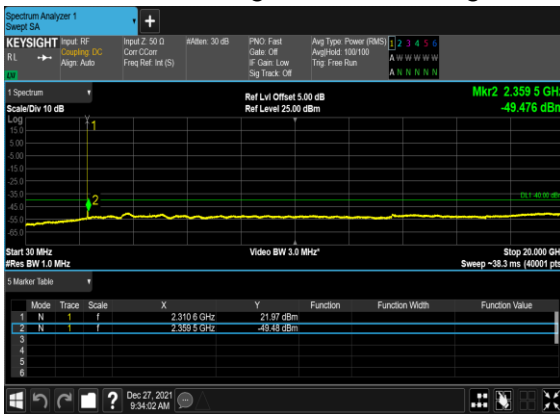 Spectrum Analyzer 1
Swept SA
KEYSIGHT
RL
Input: RF
Coupling: DC
Align: Auto
Input Z: 50 Ω
Corr CCorr
Freq Ref: Int (S)
#Atten: 30 dB
PNO: Fast
Gate: Off
IF Gain: Low
Sig Track: Off
Avg Type: Power (RMS)
Avg|Hold: 100/100
Trig: Free Run
1 2 3 4 5 6
A W W W W W
A N N N N N
LV
1 Spectrum
Scale/Div 10 dB
Ref Lvl Offset 5.00 dB
Ref Level 25.00 dBm
Mkr2 2.359 5 GHz
-49.476 dBm
Log
15.0
5.00
-5.00
-15.0
-25.0
-35.0
-45.0
-55.0
-65.0
1
2
DL1 -40.00 dBm
Start 30 MHz
#Res BW 1.0 MHz
Video BW 3.0 MHz*
Stop 20.000 GHz
Sweep ~38.3 ms (40001 pts)
5 Marker Table
Mode Trace Scale X Y Function Function Width Function Value
1 N 1 f 2.310 6 GHz 21.97 dBm
2 N 1 f 2.359 5 GHz -49.48 dBm
3
4
5
6
?
Dec 27, 2021
9:34:02 AM